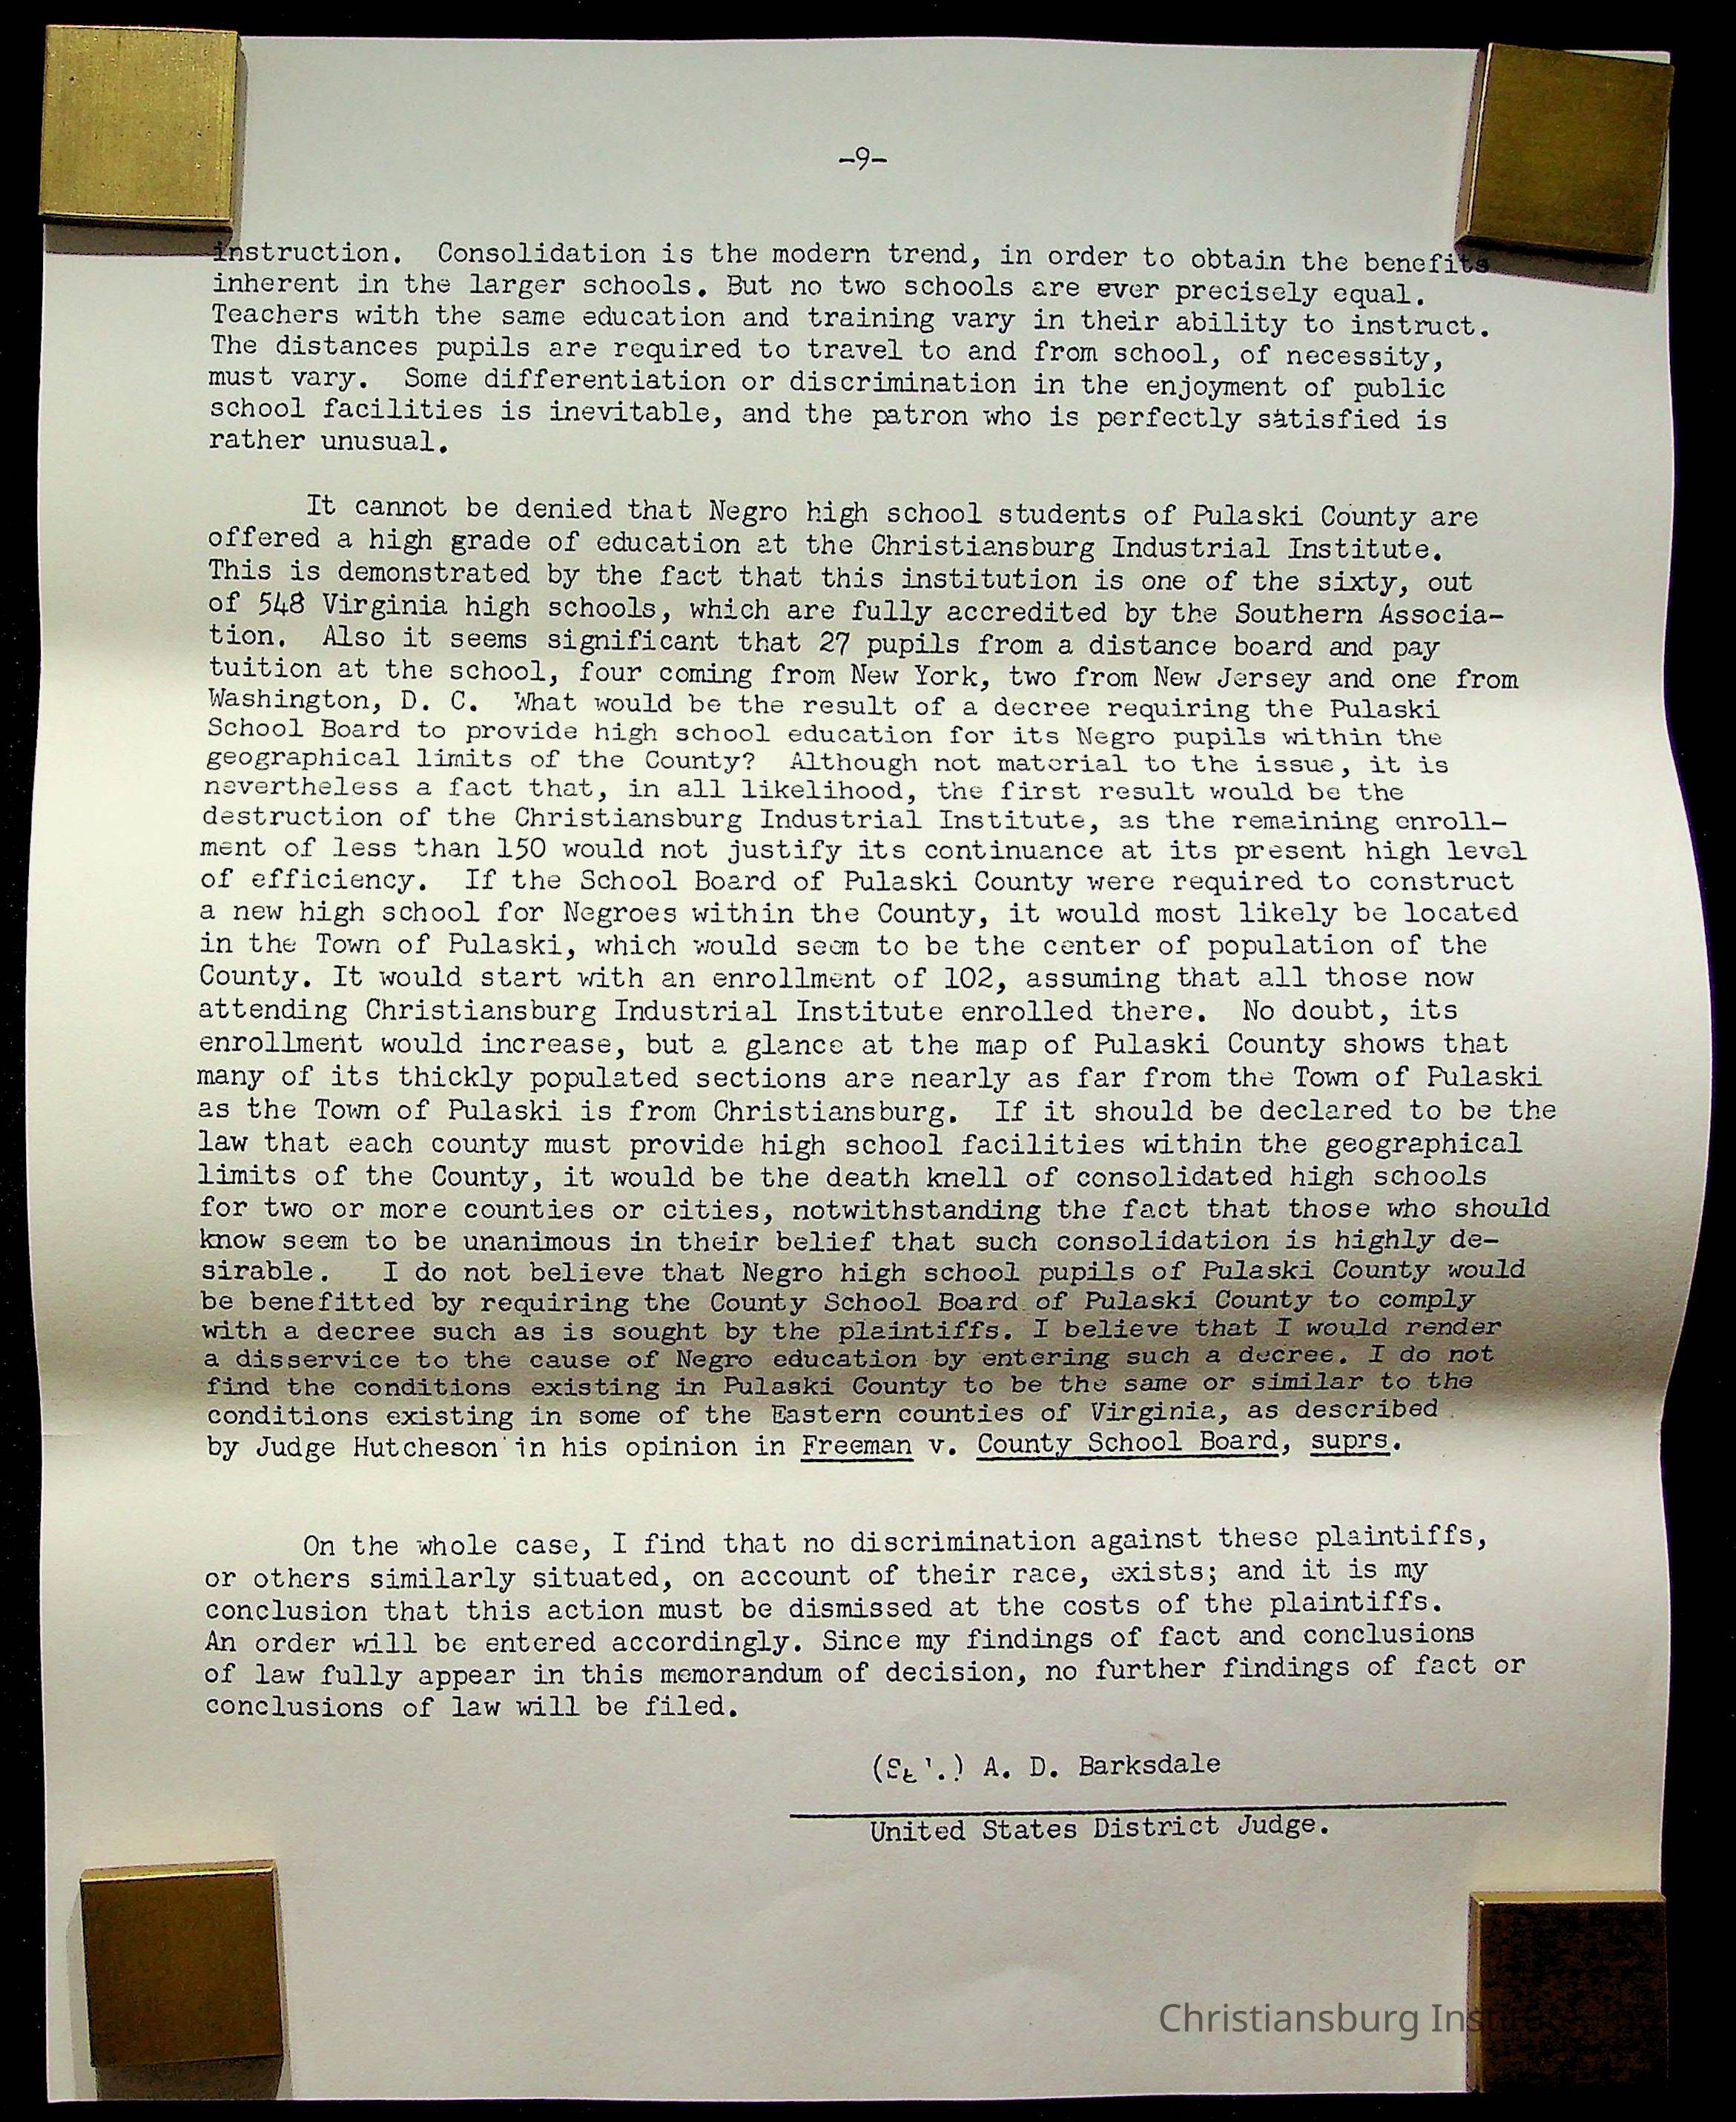 -9-
instruction. Consolidation is the modern trend, in order to obtain the benefits
inherent in the larger schools. But no two schools are ever precisely equal.
Teachers with the same education and training vary in their ability to instruct.
The distances pupils are required to travel to and from school, of necessity,
must vary. Some differentiation or discrimination in the enjoyment of public
school facilities is inevitable, and the patron who is perfectly satisfied is
rather unusual.
It cannot be denied that Negro high school students of Pulaski County are
offered a high grade of education at the Christiansburg Industrial Institute.
This is demonstrated by the fact that this institution is one of the sixty, out
of 548 Virginia high schools, which are fully accredited by the Southern Associa-
tion. Also it seems significant that 27 pupils from a distance board and pay
tuition at the school, four coming from New York, two from New Jersey and one from
Washington, D. C. What would be the result of a decree requiring the Pulaski
School Board to provide high school education for its Negro pupils within the
geographical limits of the County? Although not material to the issue, it is
nevertheless a fact that, in all likelihood, the first result would be the
destruction of the Christiansburg Industrial Institute, as the remaining enroll-
ment of less than 150 would not justify its continuance at its present high level
of efficiency. If the School Board of Pulaski County were required to construct
a new high school for Negroes within the County, it would most likely be located
in the Town of Pulaski, which would seem to be the center of population of the
County. It would start with an enrollment of 102, assuming that all those now
attending Christiansburg Industrial Institute enrolled there. No doubt, its
enrollment would increase, but a glance at the map of Pulaski County shows that
many of its thickly populated sections are nearly as far from the Town of Pulaski
as the Town of Pulaski is from Christiansburg. If it should be declared to be the
law that each county must provide high school facilities within the geographical
limits of the County, it would be the death knell of consolidated high schools
for two or more counties or cities, notwithstanding the fact that those who should
know seem to be unanimous in their belief that such consolidation is highly de-
sirable. I do not believe that Negro high school pupils of Pulaski County would
be benefitted by requiring the County School Board of Pulaski County to comply
with a decree such as is sought by the plaintiffs. I believe that I would render
a disservice to the cause of Negro education by entering such a decree. I do not
find the conditions existing in Pulaski County to be the same or similar to the
conditions existing in some of the Eastern counties of Virginia, as described
by Judge Hutcheson in his opinion in Freeman v. County School Board, suprs.
On the whole case, I find that no discrimination against these plaintiffs,
or others similarly situated, on account of their race, exists; and it is my
conclusion that this action must be dismissed at the costs of the plaintiffs.
An order will be entered accordingly. Since my findings of fact and conclusions
of law fully appear in this memorandum of decision, no further findings of fact or
conclusions of law will be filed.
A. D. Barksdale
United States District Judge.
Christiansburg